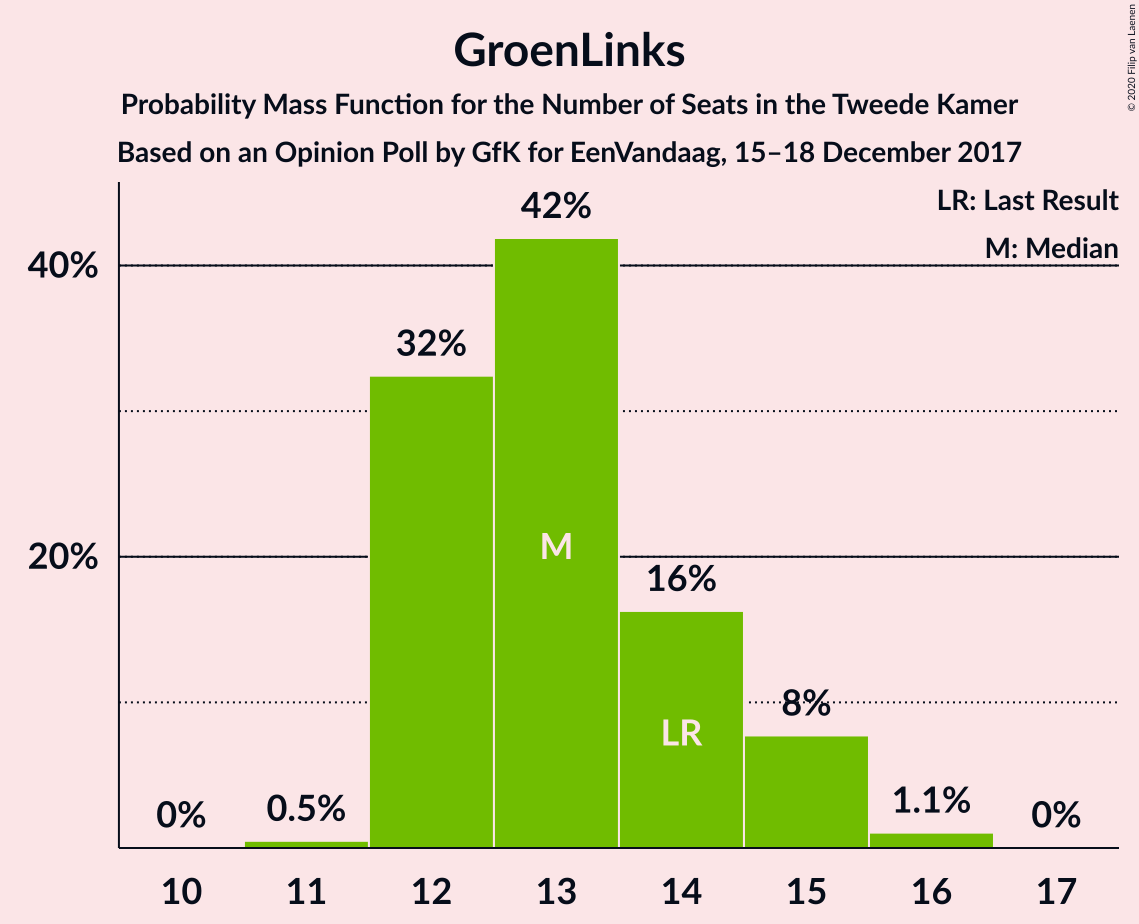 GroenLinks
Probability Mass Function for the Number of Seats in the Tweede Kamer
Based on an Opinion Poll by GfK for EenVandaag, 15–18 December 2017
© 2020 Filip van Laenen
LR: Last Result
M: Median
40%
20%
0%
0.5%
32%
42%
M
16%
LR
8%
1.1%
0%
10 11 12 13 14 15 16 17